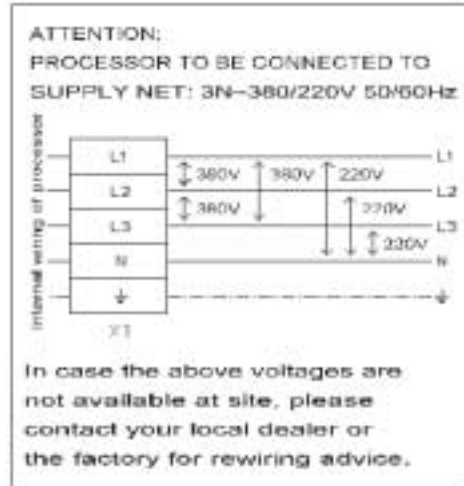 ATTENTION:
PROCESSOR TO BE CONNECTED TO
SUPPLY NET: 3N~380/220V 50/60Hz
Internal wiring of processor
L1 380V 380V 220V L1
L2 L2
380V 220V
L3 L3
220V
N N
X1
In case the above voltages are
not available at site, please
contact your local dealer or
the factory for rewiring advice.